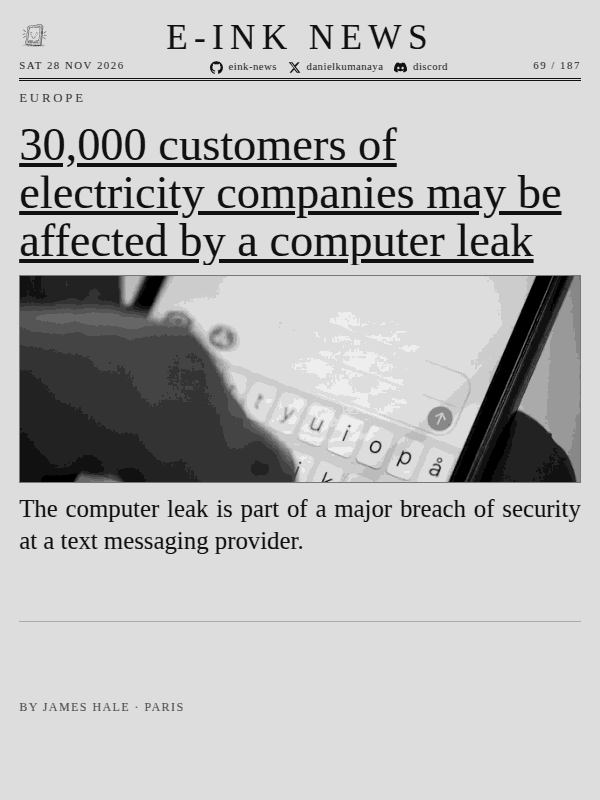 E-INK NEWS
SAT 28 NOV 2026
eink-news
danielkumanaya
discord
69 / 187
EUROPE
30,000 customers of
electricity companies may be
affected by a computer leak
t y u i o p å
i k
The computer leak is part of a major breach of security
at a text messaging provider.
BY JAMES HALE · PARIS